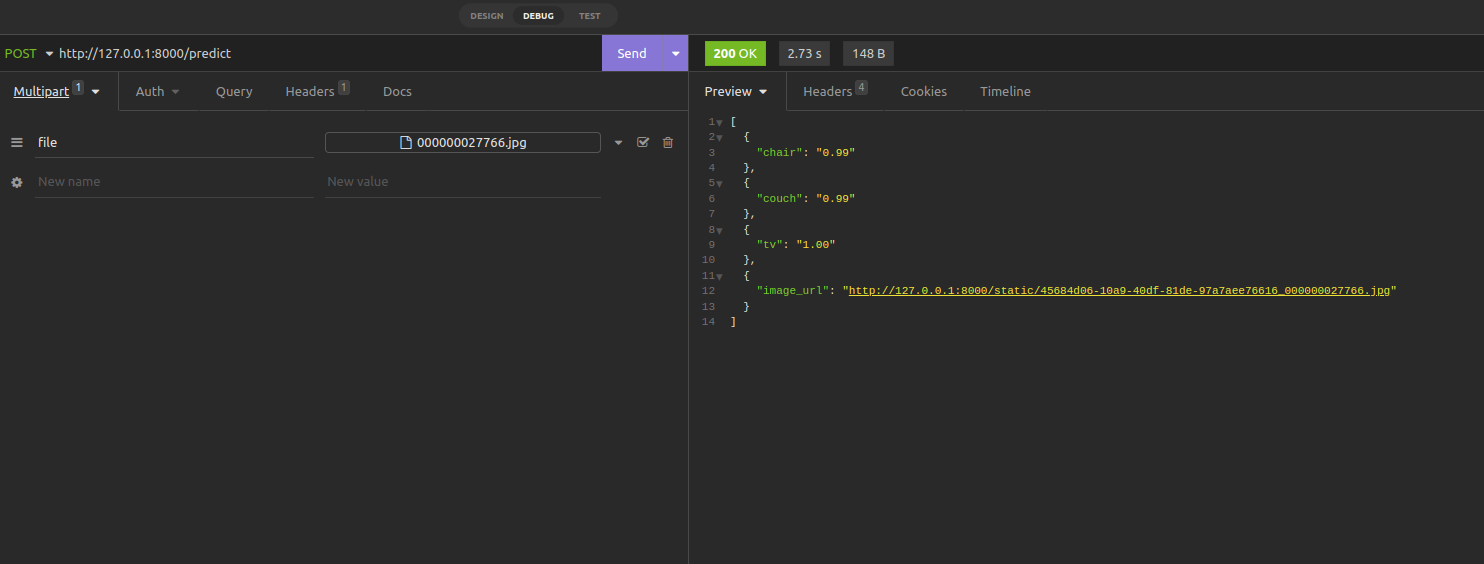 DESIGN DEBUG TEST
POST http://127.0.0.1:8000/predict Send
200 OK 2.73 s 148 B
Multipart 1 Auth Query Headers 1 Docs
Preview Headers 4 Cookies Timeline
file 000000027766.jpg
New name New value
1 [
2 {
3 "chair": "0.99"
4 },
5 {
6 "couch": "0.99"
7 },
8 {
9 "tv": "1.00"
10 },
11 {
12 "image_url": "http://127.0.0.1:8000/static/45684d06-10a9-40df-81de-97a7aee76616_000000027766.jpg"
13 }
14 ]